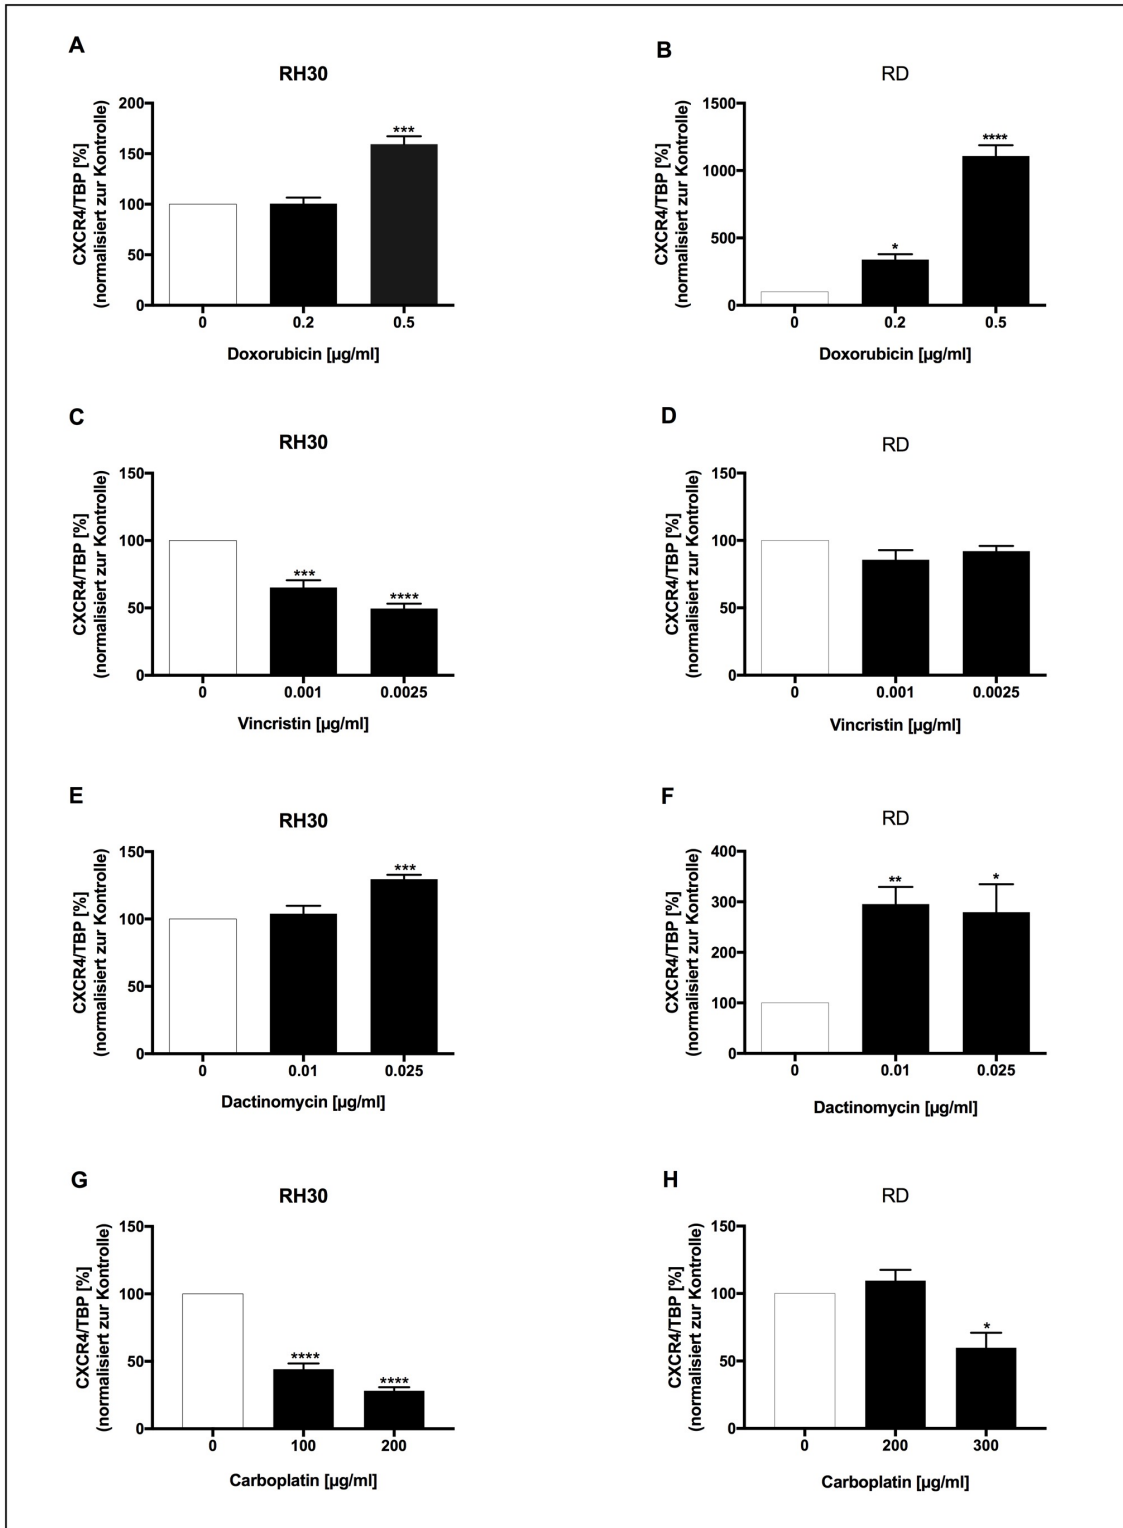 A
RH30
CXCR4/TBP [%]
(normalisiert zur Kontrolle)
200
150
100
50
0
***
0 0.2 0.5
Doxorubicin [µg/ml]
B
RD
CXCR4/TBP [%]
(normalisiert zur Kontrolle)
1500
1000
500
0
*
****
0 0.2 0.5
Doxorubicin [µg/ml]
C
RH30
CXCR4/TBP [%]
(normalisiert zur Kontrolle)
150
100
50
0
***
****
0 0.001 0.0025
Vincristin [µg/ml]
D
RD
CXCR4/TBP [%]
(normalisiert zur Kontrolle)
150
100
50
0
0 0.001 0.0025
Vincristin [µg/ml]
E
RH30
CXCR4/TBP [%]
(normalisiert zur Kontrolle)
150
100
50
0
***
0 0.01 0.025
Dactinomycin [µg/ml]
F
RD
CXCR4/TBP [%]
(normalisiert zur Kontrolle)
400
300
200
100
0
**
*
0 0.01 0.025
Dactinomycin [µg/ml]
G
RH30
CXCR4/TBP [%]
(normalisiert zur Kontrolle)
150
100
50
0
****
****
0 100 200
Carboplatin [µg/ml]
H
RD
CXCR4/TBP [%]
(normalisiert zur Kontrolle)
150
100
50
0
*
0 200 300
Carboplatin [µg/ml]